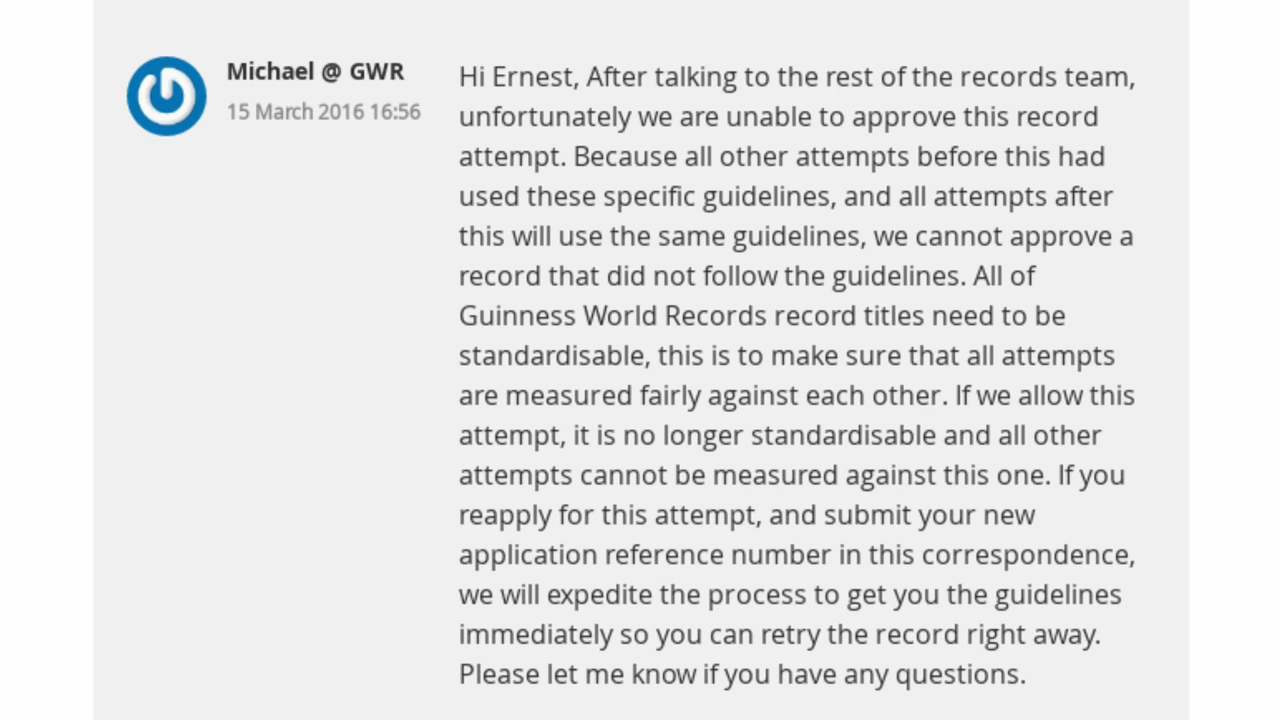 Michael @ GWR
15 March 2016 16:56
Hi Ernest, After talking to the rest of the records team,
unfortunately we are unable to approve this record
attempt. Because all other attempts before this had
used these specific guidelines, and all attempts after
this will use the same guidelines, we cannot approve a
record that did not follow the guidelines. All of
Guinness World Records record titles need to be
standardisable, this is to make sure that all attempts
are measured fairly against each other. If we allow this
attempt, it is no longer standardisable and all other
attempts cannot be measured against this one. If you
reapply for this attempt, and submit your new
application reference number in this correspondence,
we will expedite the process to get you the guidelines
immediately so you can retry the record right away.
Please let me know if you have any questions.